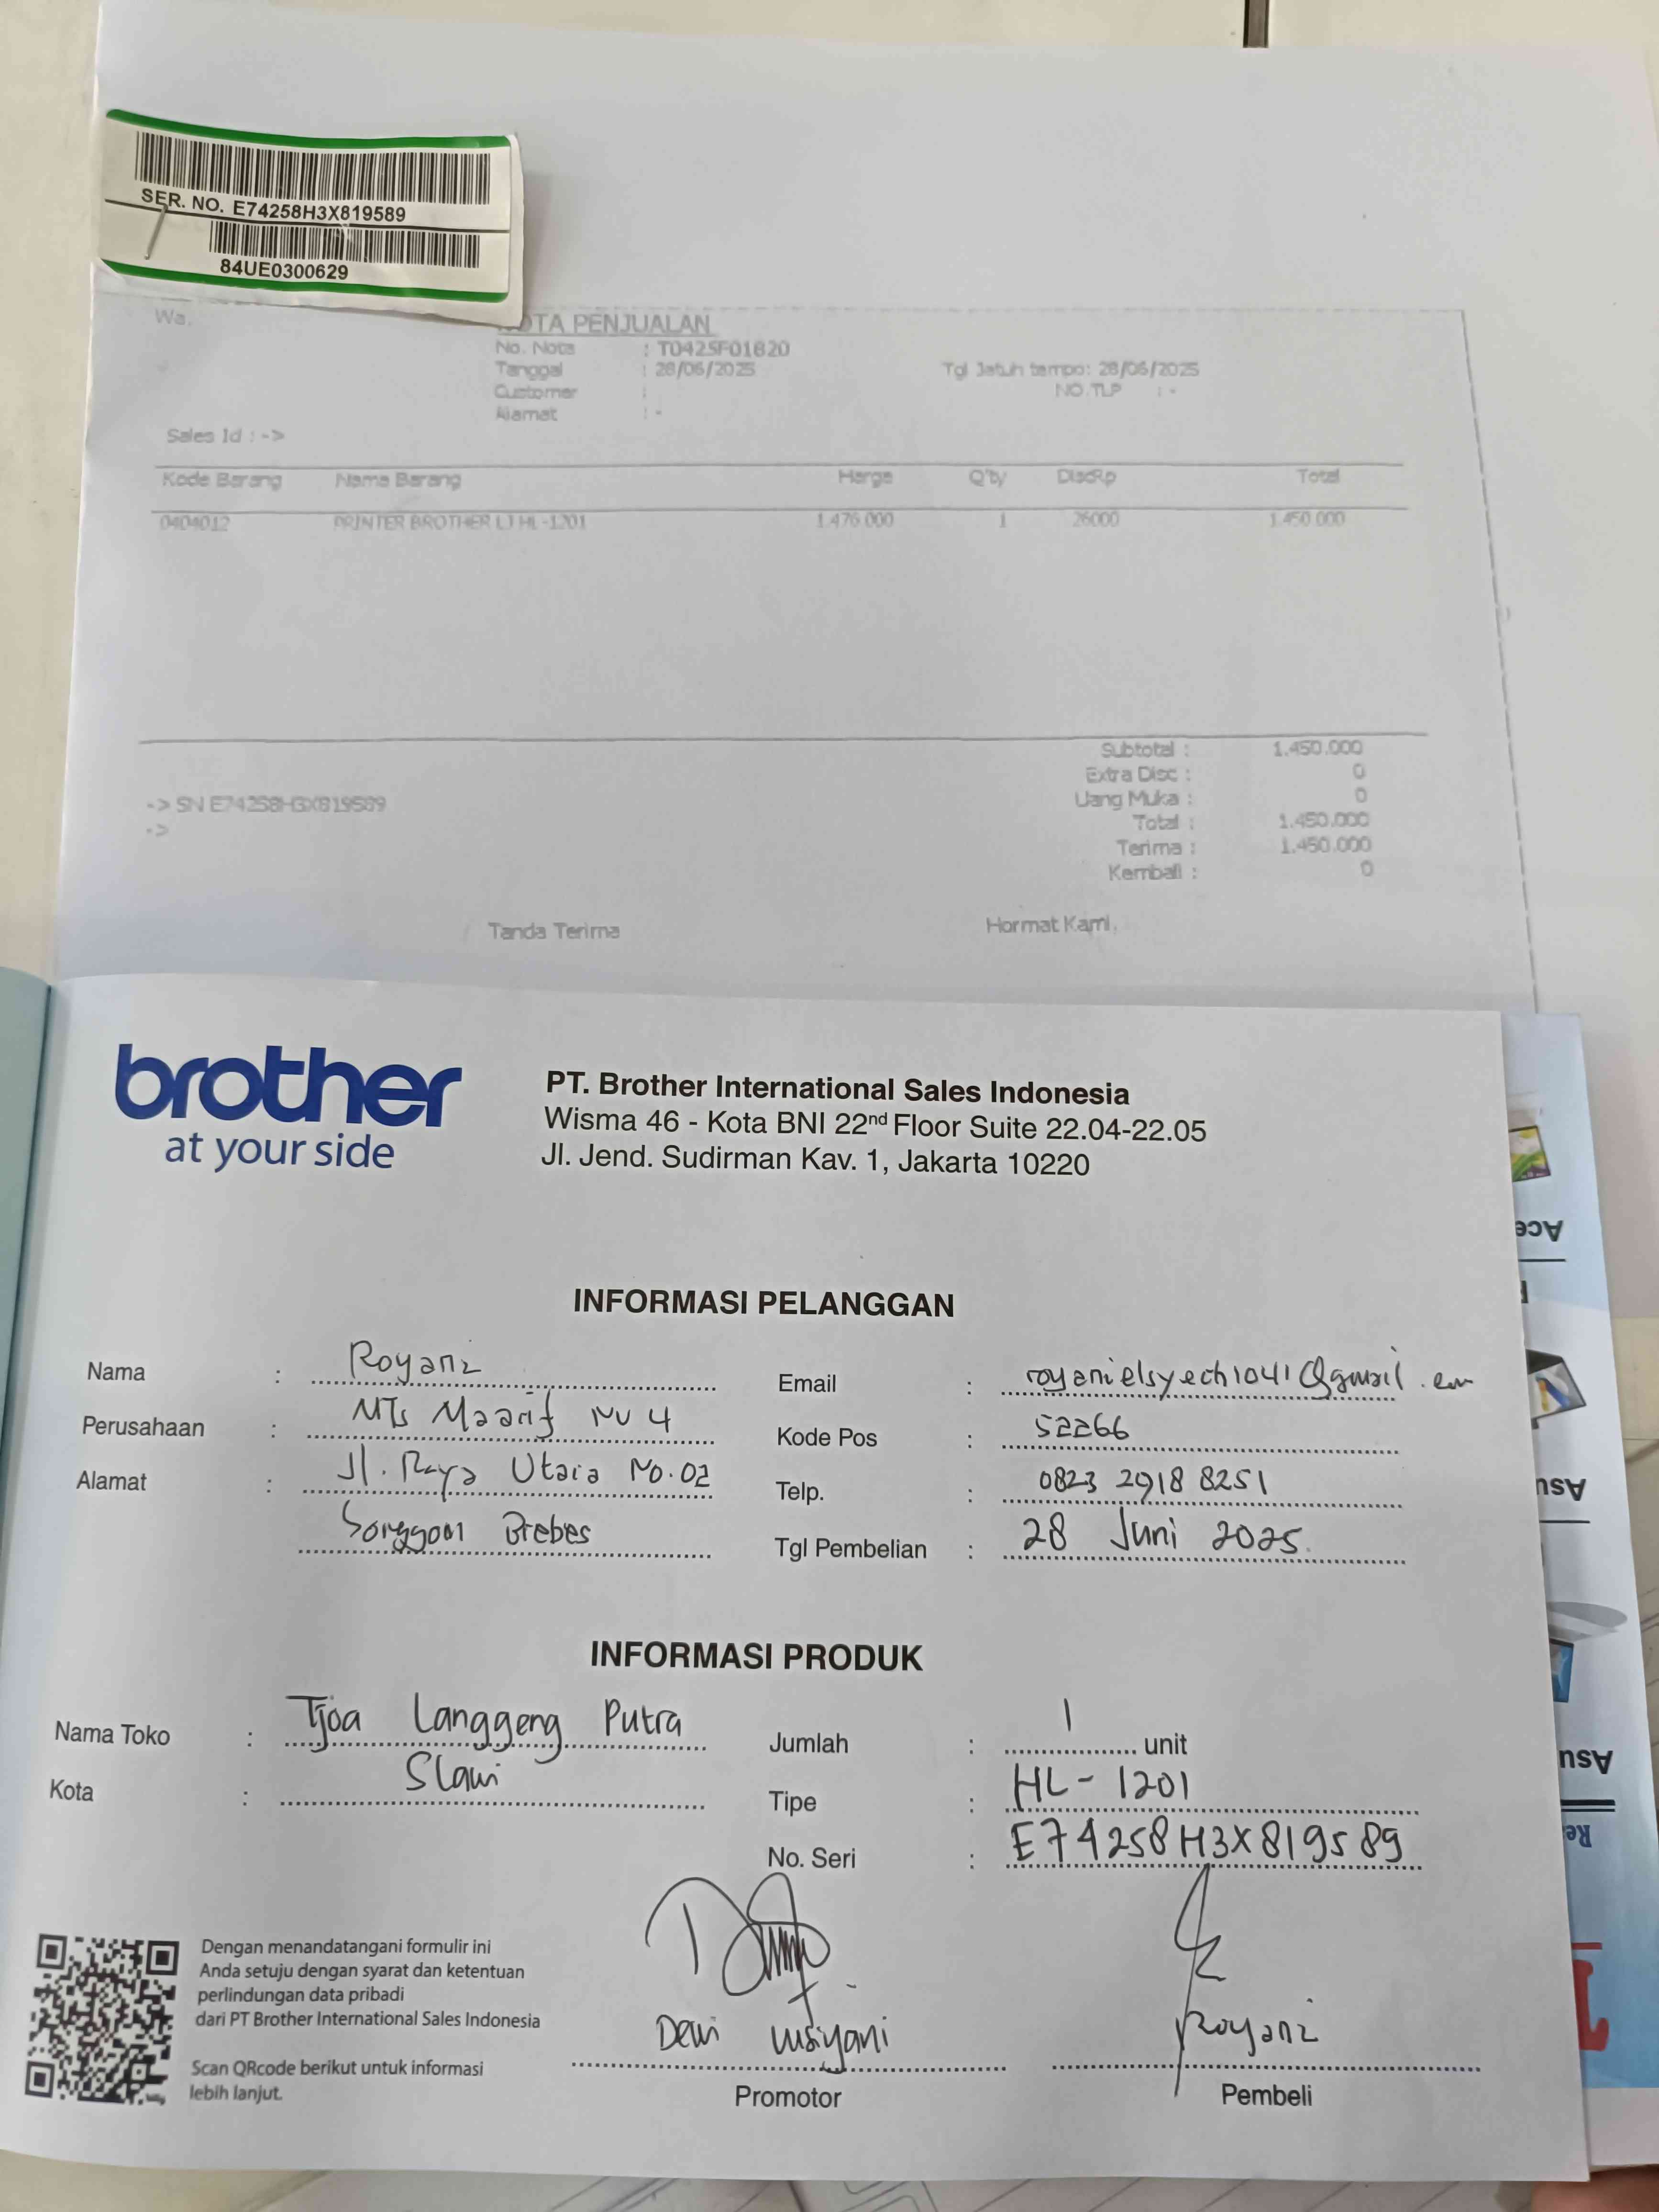 SER. NO. E74258H3X819589
84UE0300629
Wa.
NOTA PENJUALAN
No. Nota : T0425F01820
Tanggal : 28/06/2025 Tgl Jatuh tempo: 28/06/2025
Customer : NO.TLP : -
Alamat : -
Sales Id : ->
Kode Barang Nama Barang Harga Q'ty DiscRp Total
0404012 PRINTER BROTHER LJ HL-1201 1.476.000 1 26000 1.450.000
Subtotal : 1.450.000
Extra Disc : 0
Uang Muka : 0
-> SN E74258H3X819589
->
Total : 1.450.000
Terima : 1.450.000
Kembali : 0
Tanda Terima Hormat Kami,
brother
at your side
PT. Brother International Sales Indonesia
Wisma 46 - Kota BNI 22nd Floor Suite 22.04-22.05
Jl. Jend. Sudirman Kav. 1, Jakarta 10220
INFORMASI PELANGGAN
Nama : Royani Email : royanielsyech1041@gmail.com
Perusahaan : MTs Maarif NU 4 Kode Pos : 52266
Alamat : Jl. Raya Utara No.02 Telp. : 0823 2918 8251
Songgom Brebes Tgl Pembelian : 28 Juni 2025.
INFORMASI PRODUK
Nama Toko : Tjoa Langgeng Putra Jumlah : 1 unit
Kota : Slawi Tipe : HL-1201
No. Seri : E74258H3X819589
Dengan menandatangani formulir ini
Anda setuju dengan syarat dan ketentuan
perlindungan data pribadi
dari PT Brother International Sales Indonesia
Scan QRcode berikut untuk informasi
lebih lanjut.
Dewi Royani
Promotor Pembeli
Ace
Asu
Asu
Re